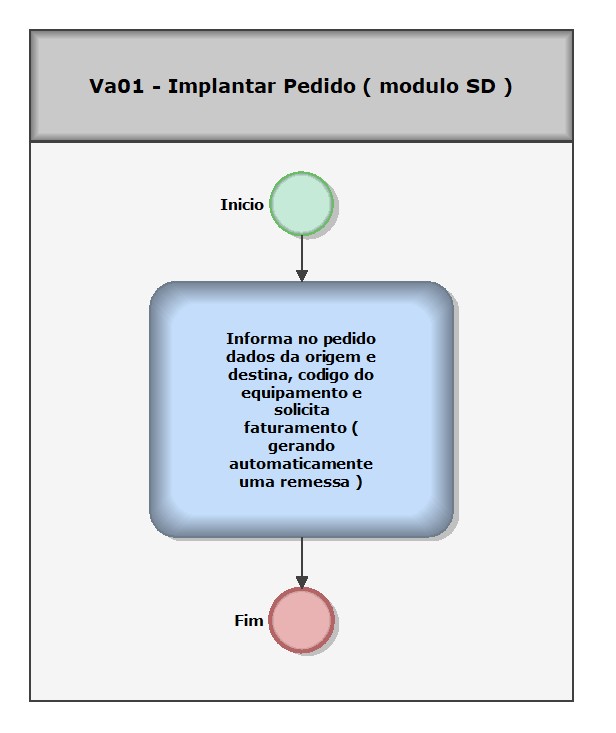 Va01 - Implantar Pedido ( modulo SD )
Inicio
Informa no pedido
dados da origem e
destina, codigo do
equipamento e
solicita
faturamento (
gerando
automaticamente
uma remessa )
Fim